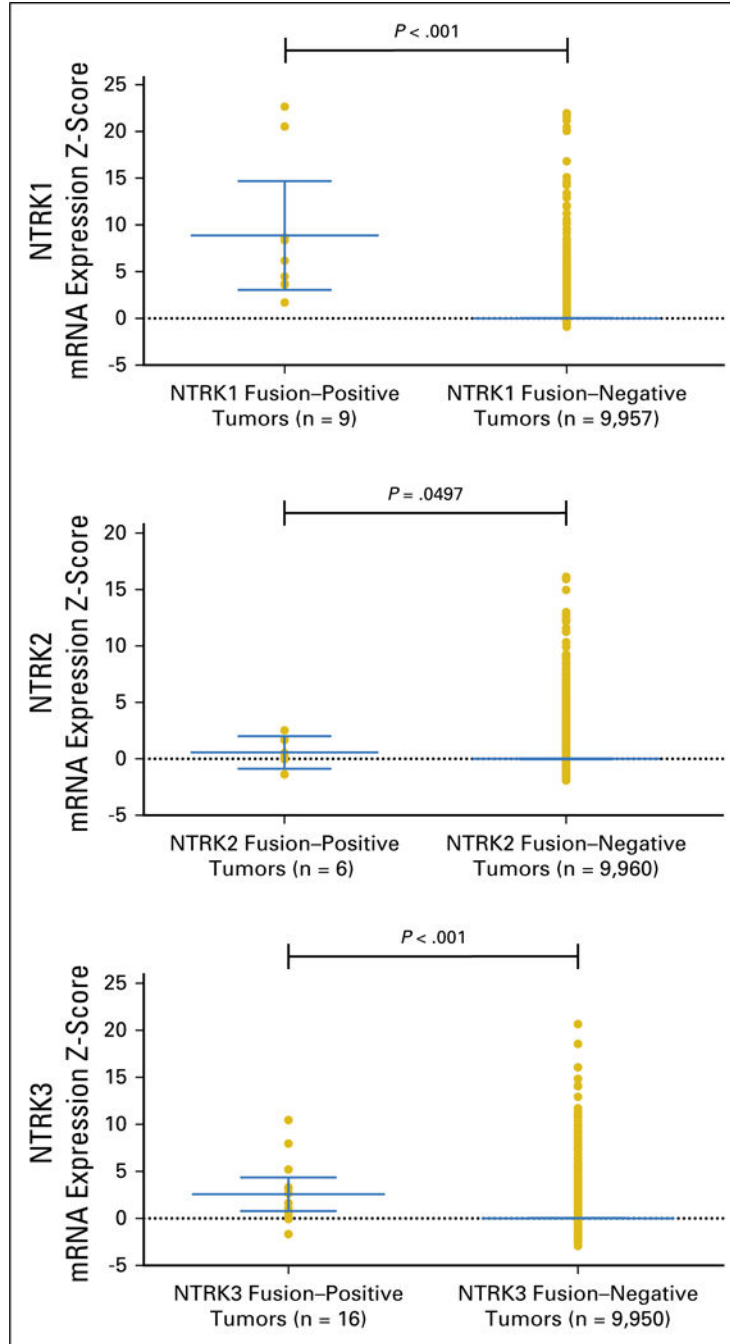 P < .001
NTRK1
mRNA Expression Z-Score
25
20
15
10
5
0
-5
NTRK1 Fusion–Positive
Tumors (n = 9)
NTRK1 Fusion–Negative
Tumors (n = 9,957)
P = .0497
NTRK2
mRNA Expression Z-Score
20
15
10
5
0
-5
NTRK2 Fusion–Positive
Tumors (n = 6)
NTRK2 Fusion–Negative
Tumors (n = 9,960)
P < .001
NTRK3
mRNA Expression Z-Score
25
20
15
10
5
0
-5
NTRK3 Fusion–Positive
Tumors (n = 16)
NTRK3 Fusion–Negative
Tumors (n = 9,950)